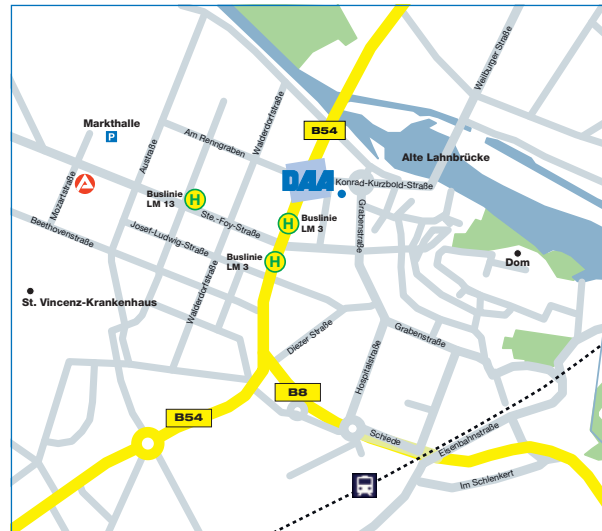 Weilburger Straße
Markthalle
P
Austraße
Am Renngraben
Walderdorfstraße
B54
Alte Lahnbrücke
Mozartstraße
A
DAA
Konrad-Kurzbold-Straße
Buslinie
LM 13
H
Ste.-Foy-Straße
H
Buslinie
LM 3
Grabenstraße
Beethovenstraße
Josef-Ludwig-Straße
Buslinie
LM 3
H
Dom
St. Vincenz-Krankenhaus
Walderdorfstraße
Diezer Straße
Grabenstraße
Hospitalstraße
B8
B54
Schiede
Eisenbahnstraße
Im Schlenkert